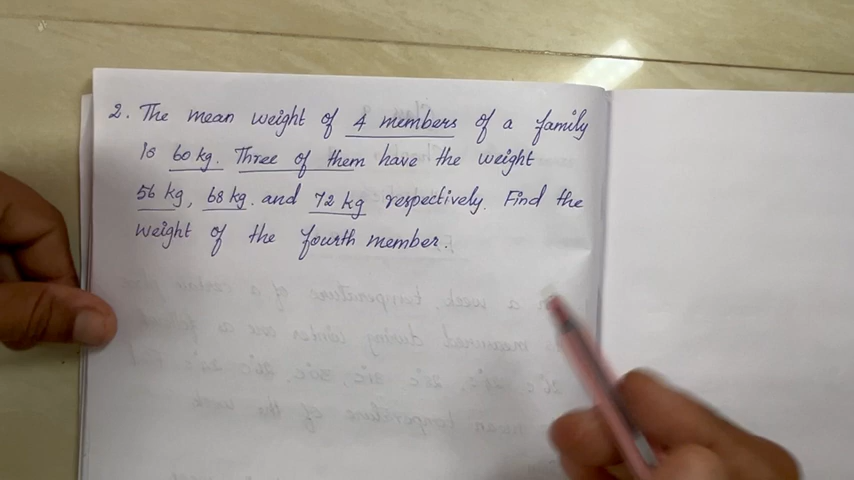 2. The mean weight of 4 members of a family
is 60 kg. Three of them have the weight
56 kg, 68 kg. and 72 kg respectively. Find the
weight of the fourth member.